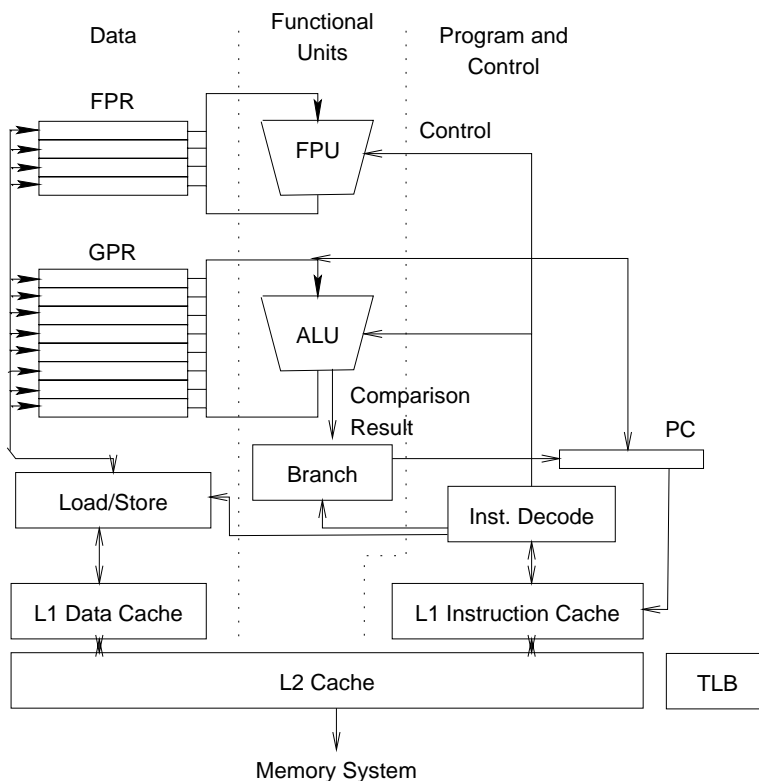 Data
Functional
Units
Program and
Control
FPR
FPU
Control
GPR
ALU
Comparison
Result
PC
Branch
Load/Store
Inst. Decode
L1 Data Cache
L1 Instruction Cache
L2 Cache
TLB
Memory System